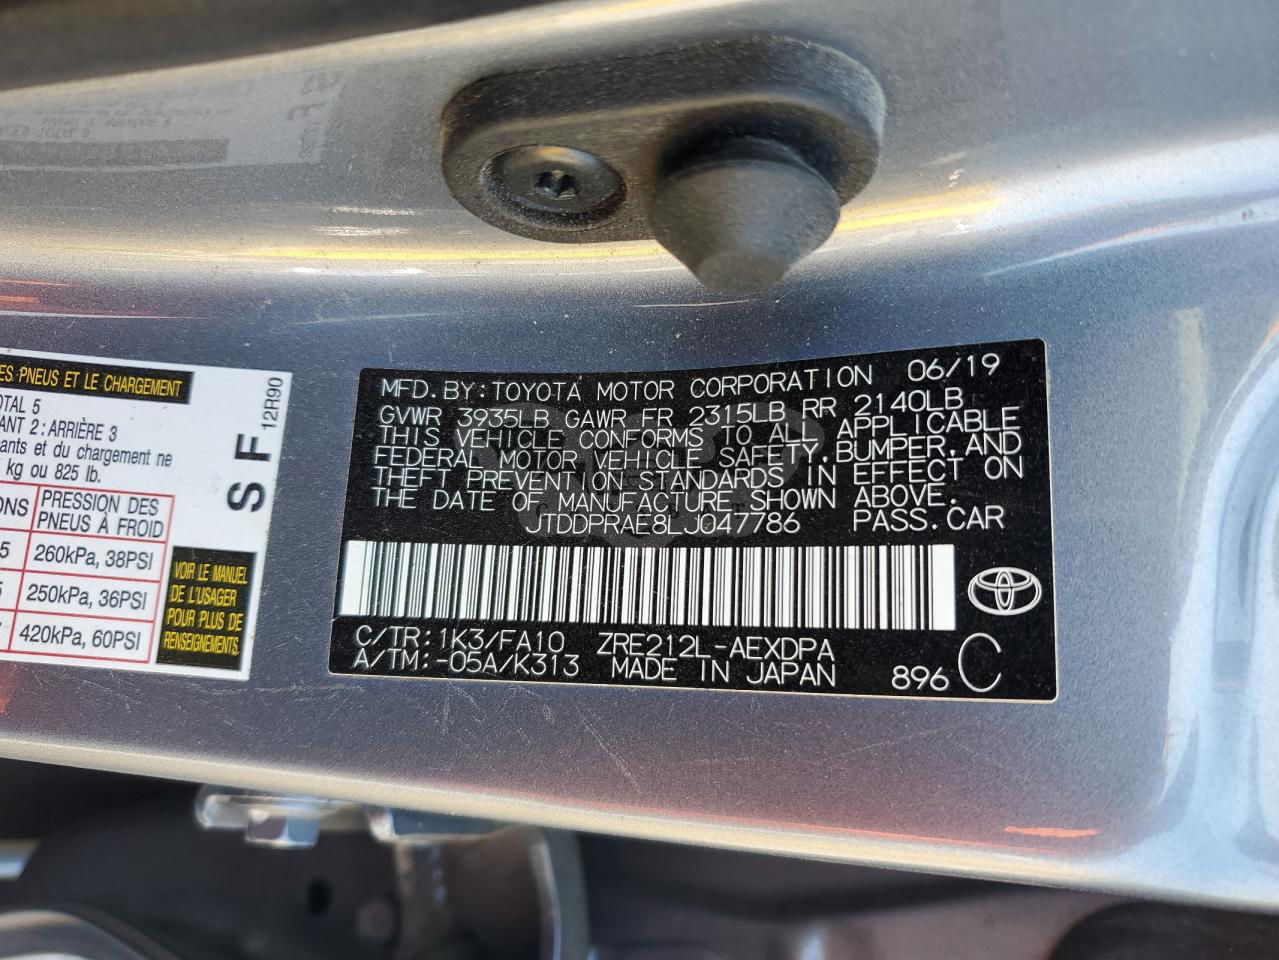 ES PNEUS ET LE CHARGEMENT
OTAL 5
ANT 2 : ARRIÈRE 3
ants et du chargement ne
kg ou 825 lb.
ONS PRESSION DES
PNEUS À FROID
5 260kPa, 38PSI
250kPa, 36PSI
420kPa, 60PSI
S F
12R90
VOIR LE MANUEL
DE L'USAGER
POUR PLUS DE
RENSEIGNEMENTS.
MFD. BY: TOYOTA MOTOR CORPORATION 06/19
GVWR 3935LB GAWR FR 2315LB RR 2140LB
THIS VEHICLE CONFORMS TO ALL APPLICABLE
FEDERAL MOTOR VEHICLE SAFETY, BUMPER, AND
THEFT PREVENTION STANDARDS IN EFFECT ON
THE DATE OF MANUFACTURE SHOWN ABOVE.
JTDDPRAE8LJ047786 PASS. CAR
C/TR: 1K3/FA10 ZRE212L-AEXDPA
A/TM: -05A/K313 MADE IN JAPAN 896 C